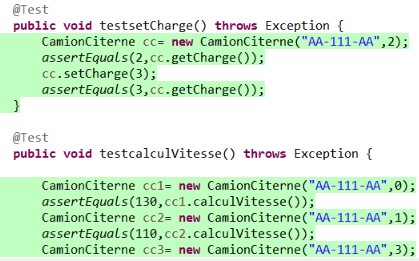 @Test
public void testsetCharge() throws Exception {
CamionCiterne cc= new CamionCiterne("AA-111-AA",2);
assertEquals(2,cc.getCharge());
cc.setCharge(3);
assertEquals(3,cc.getCharge());
}
@Test
public void testcalculVitesse() throws Exception {
CamionCiterne cc1= new CamionCiterne("AA-111-AA",0);
assertEquals(130,cc1.calculVitesse());
CamionCiterne cc2= new CamionCiterne("AA-111-AA",1);
assertEquals(110,cc2.calculVitesse());
CamionCiterne cc3= new CamionCiterne("AA-111-AA",3);